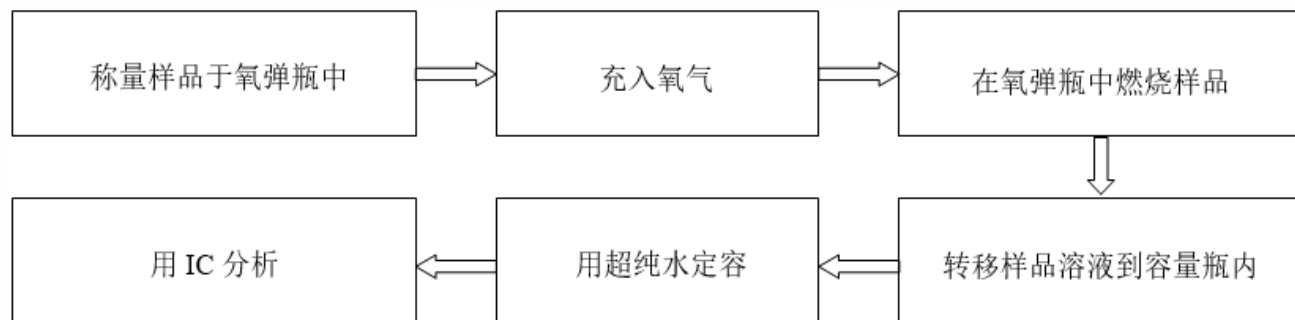 称量样品于氧弹瓶中
充入氧气
在氧弹瓶中燃烧样品
转移样品溶液到容量瓶内
用超纯水定容
用 IC 分析